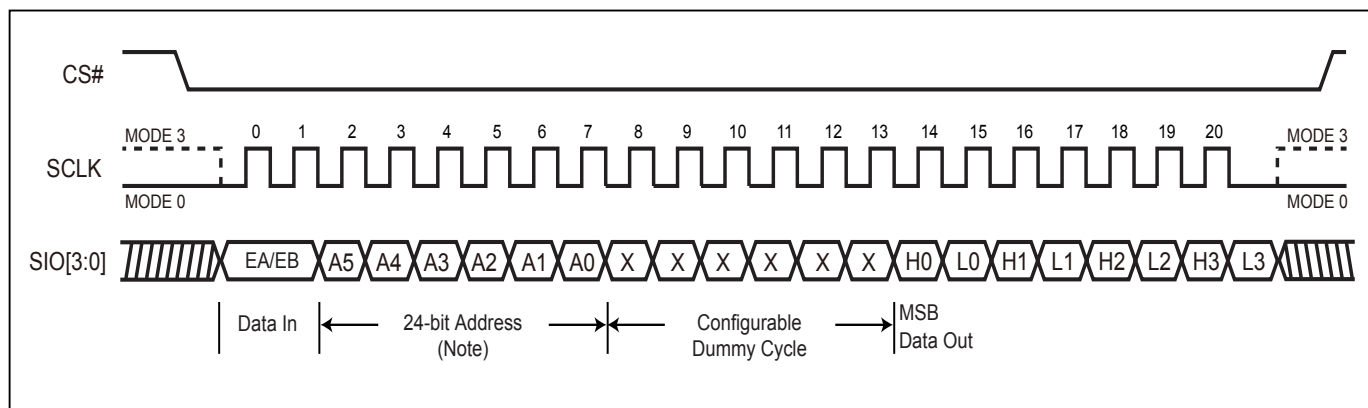 CS#
MODE 3
0 1 2 3 4 5 6 7 8 9 10 11 12 13 14 15 16 17 18 19 20
MODE 3
SCLK
MODE 0
MODE 0
SIO[3:0]
EA/EB A5 A4 A3 A2 A1 A0 X X X X X X H0 L0 H1 L1 H2 L2 H3 L3
Data In
24-bit Address
(Note)
Configurable
Dummy Cycle
MSB
Data Out